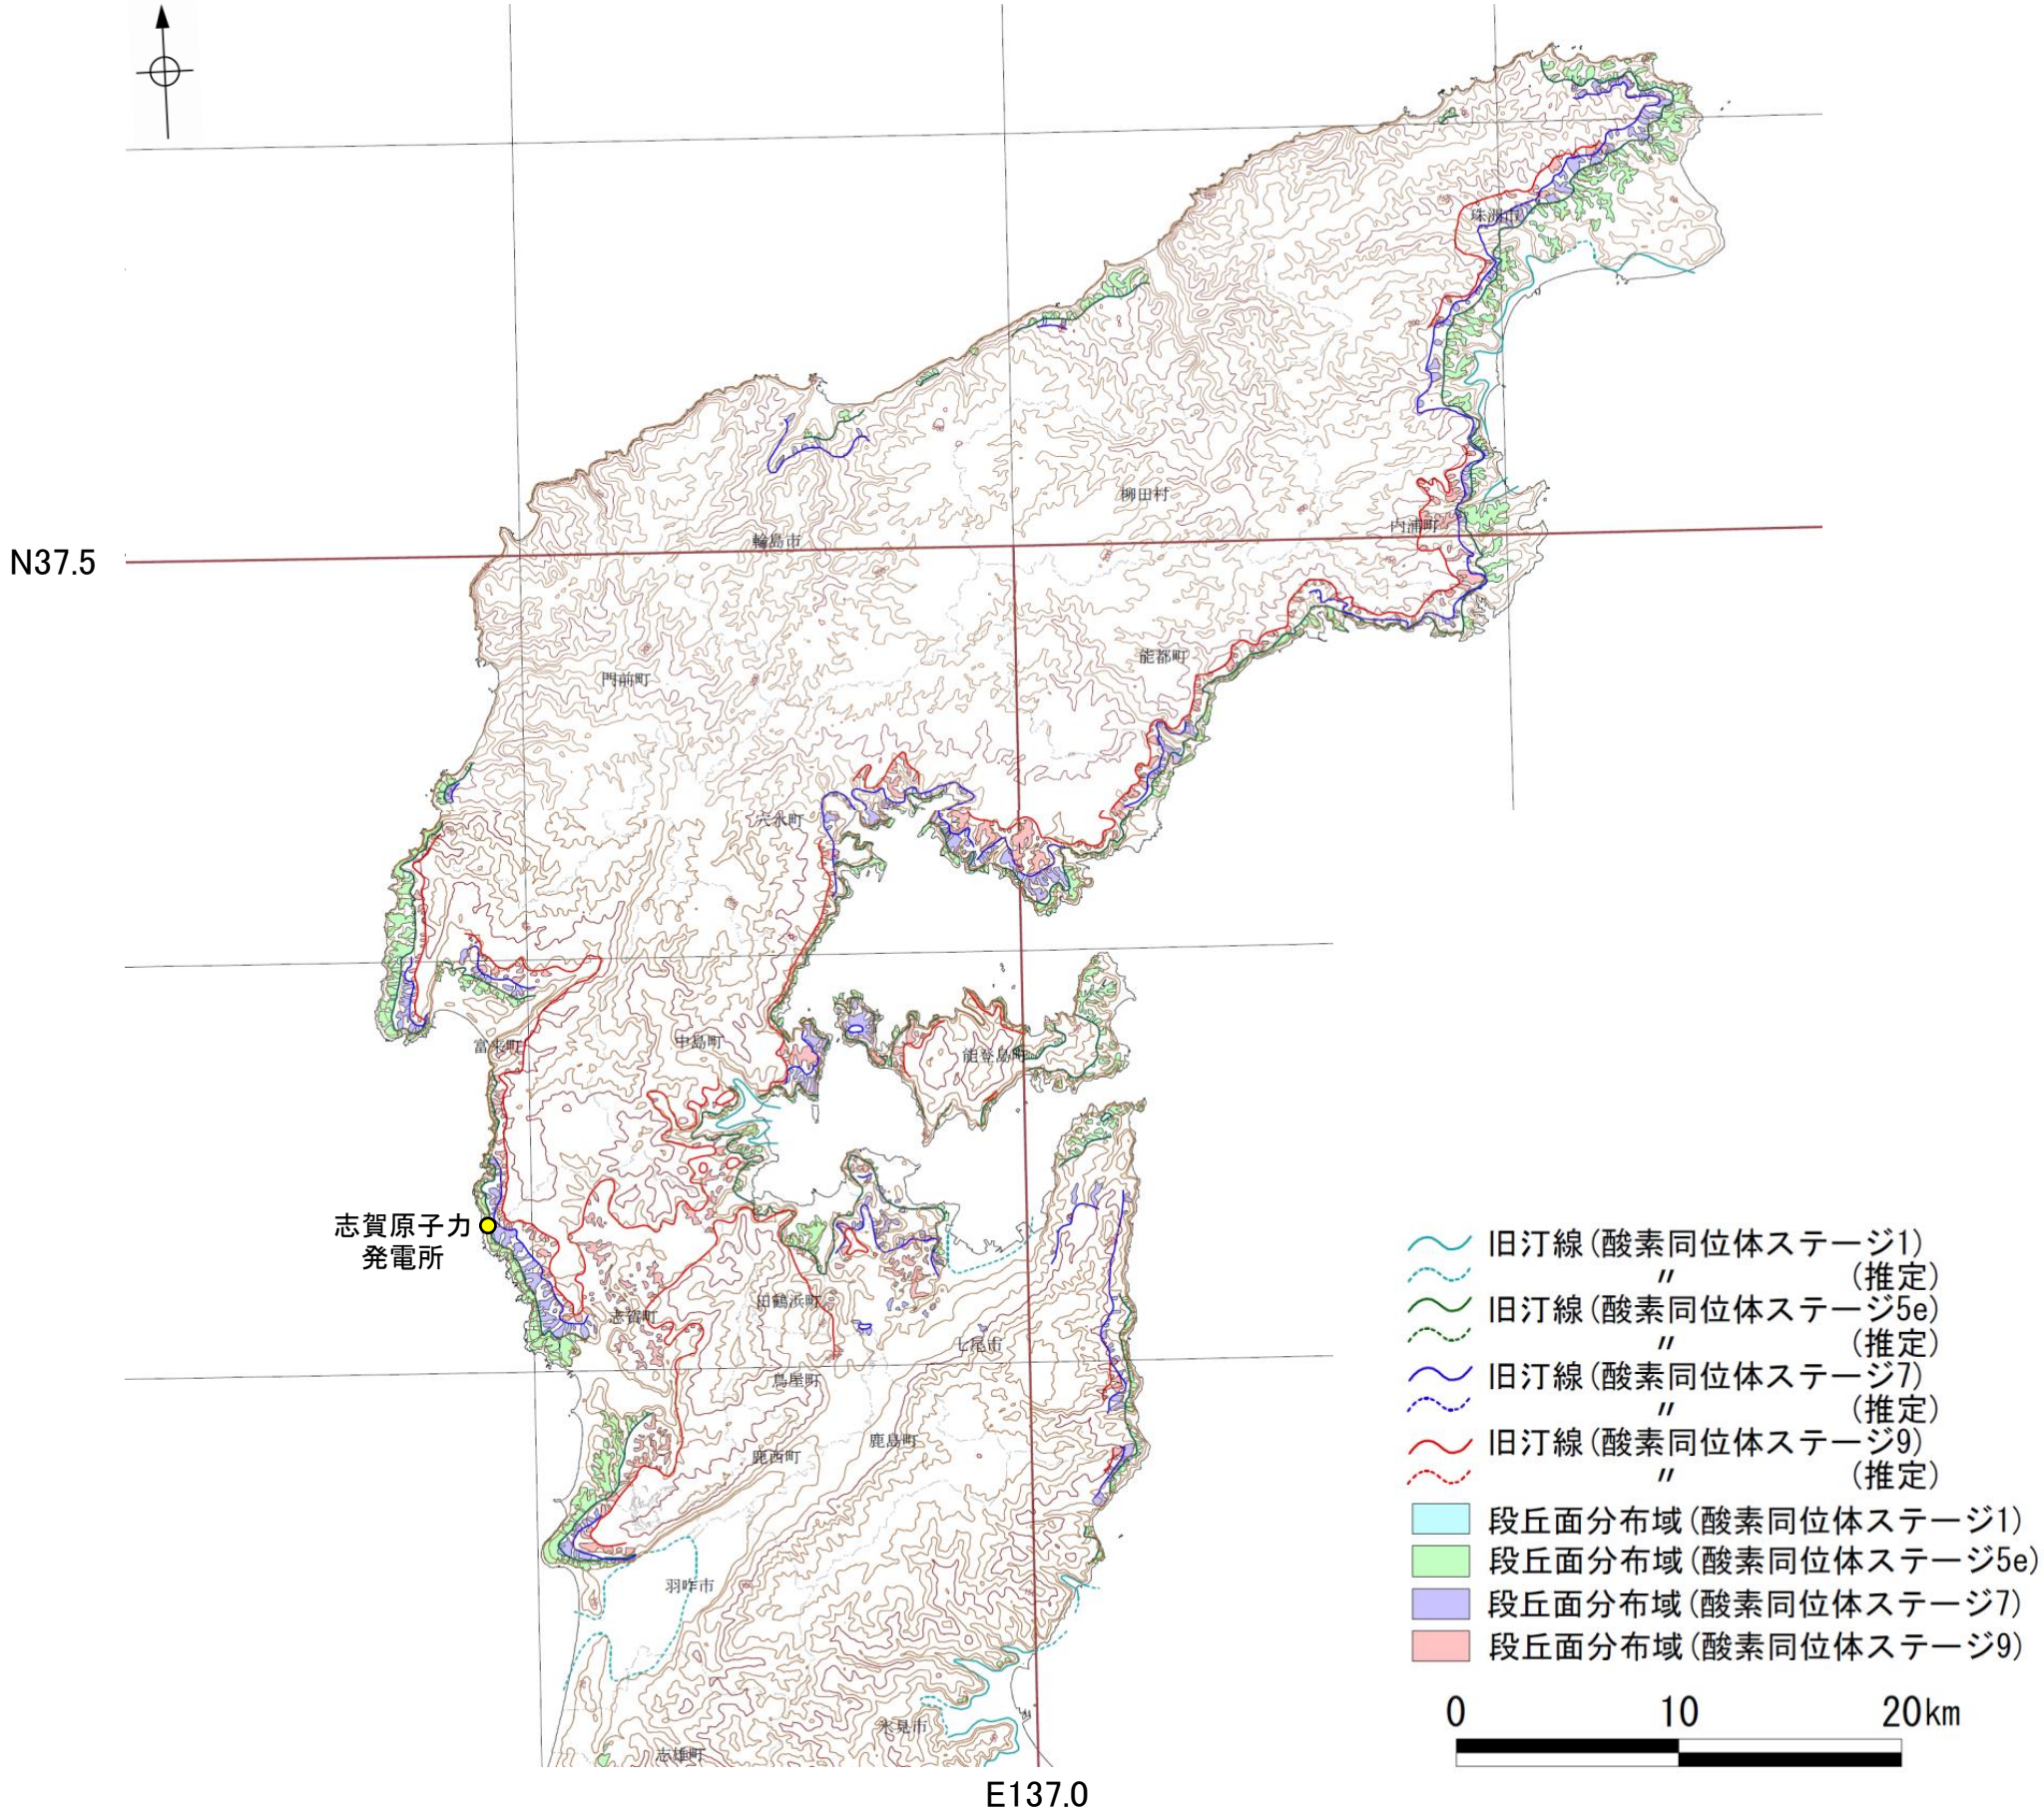 珠洲市
柳田村
内浦町
N37.5
輪島市
能都町
門前町
穴水町
富来町
中島町
能登島町
志賀原子力
発電所
志賀町
田鶴浜町
七尾市
鳥屋町
鹿島町
鹿西町
羽咋市
氷見市
志雄町
E137.0
旧汀線(酸素同位体ステージ1)
〃 (推定)
旧汀線(酸素同位体ステージ5e)
〃 (推定)
旧汀線(酸素同位体ステージ7)
〃 (推定)
旧汀線(酸素同位体ステージ9)
〃 (推定)
段丘面分布域(酸素同位体ステージ1)
段丘面分布域(酸素同位体ステージ5e)
段丘面分布域(酸素同位体ステージ7)
段丘面分布域(酸素同位体ステージ9)
0 10 20km